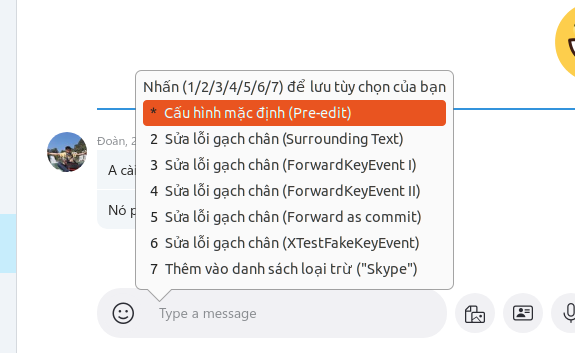 Nhấn (1/2/3/4/5/6/7) để lưu tùy chọn của bạn
* Cấu hình mặc định (Pre-edit)
2 Sửa lỗi gạch chân (Surrounding Text)
Đoàn, 2
3 Sửa lỗi gạch chân (ForwardKeyEvent I)
A cài
4 Sửa lỗi gạch chân (ForwardKeyEvent II)
Nó
5 Sửa lỗi gạch chân (Forward as commit)
6 Sửa lỗi gạch chân (XTestFakeKeyEvent)
7 Thêm vào danh sách loại trừ ("Skype")
Type a message